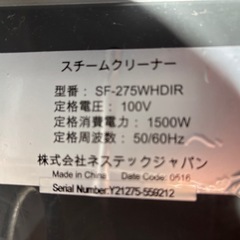 スチームクリーナー
型番： SF-275WHDIR
定格電圧：100V
定格消費電力：1500W
定格周波数：50/60Hz
株式会社ネステックジャパン
Made in China Date Code: 0516
Serial Number:Y21275-559212